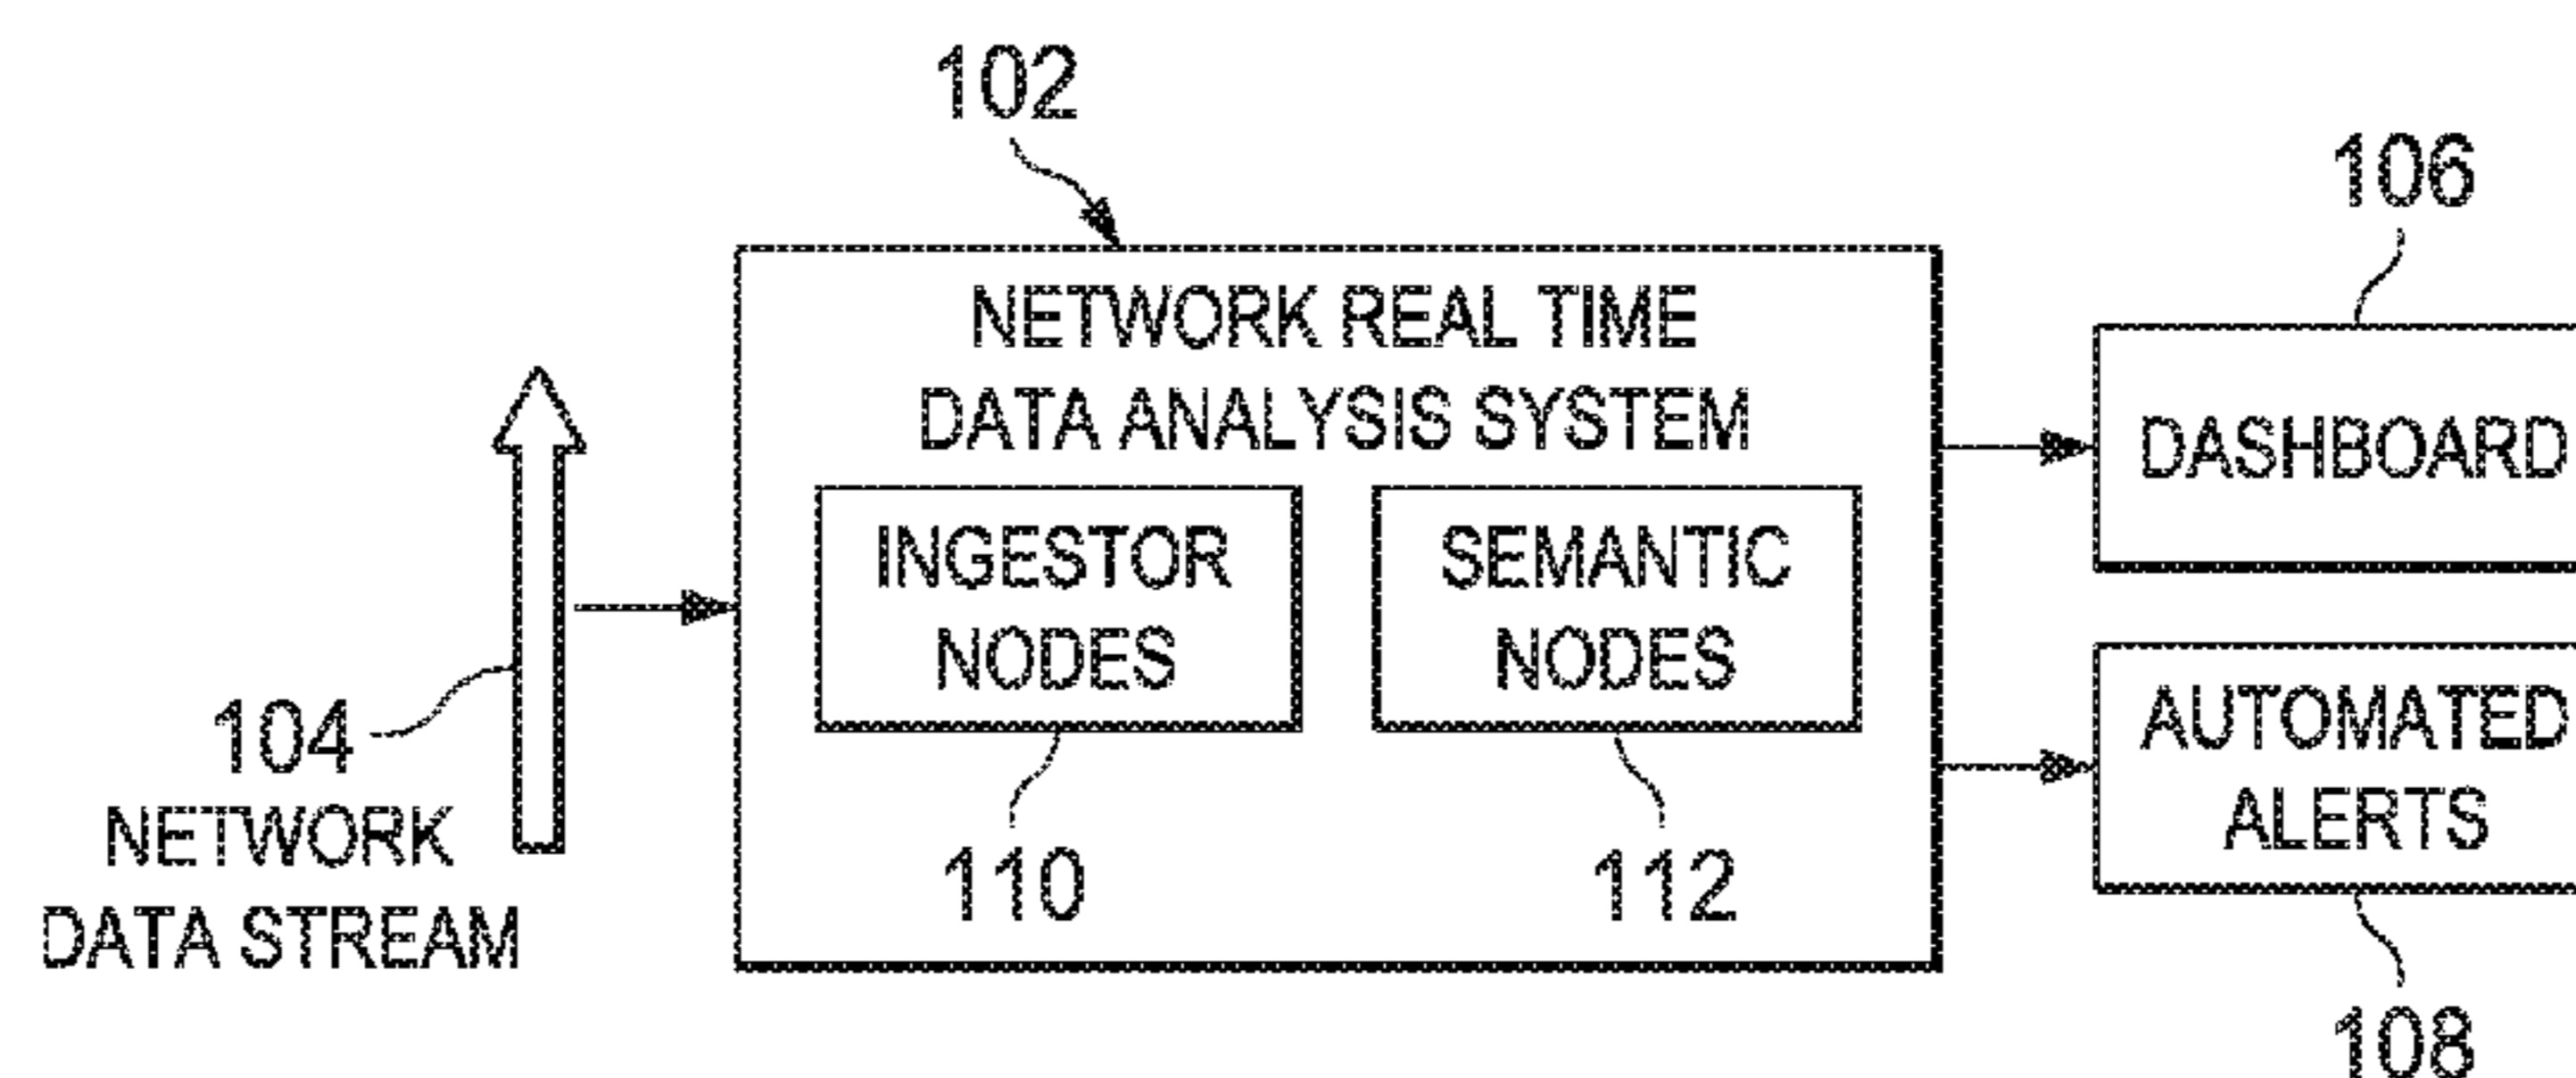 102
106
NETWORK REAL TIME
DATA ANALYSIS SYSTEM
DASHBOARD
INGESTOR
NODES
SEMANTIC
NODES
104
NETWORK
DATA STREAM
AUTOMATED
ALERTS
110
112
108